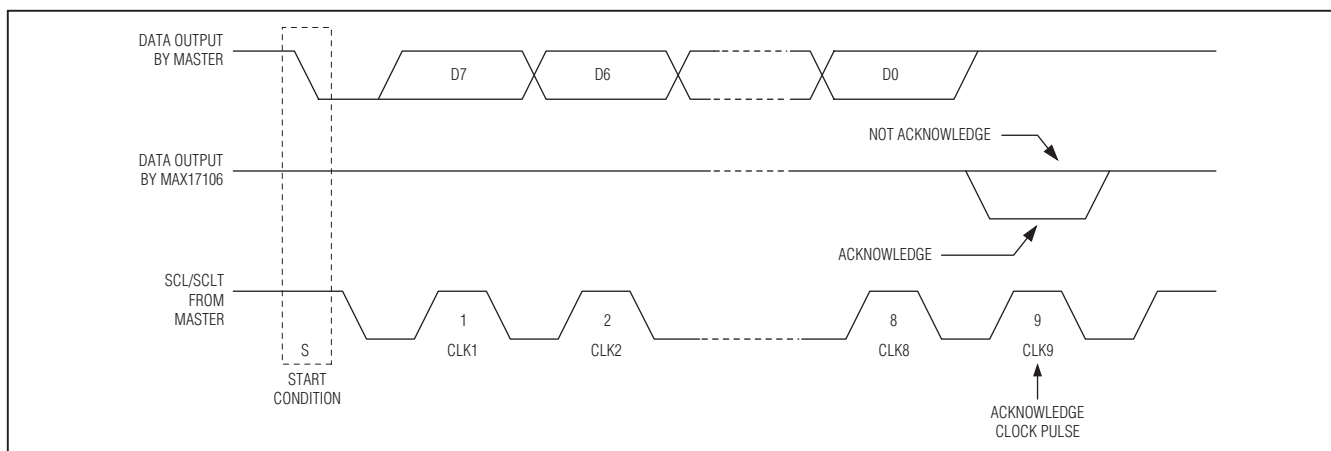 DATA OUTPUT
BY MASTER
D7
D6
D0
NOT ACKNOWLEDGE
DATA OUTPUT
BY MAX17106
ACKNOWLEDGE
SCL/SCLT
FROM
MASTER
1
2
8
9
S
CLK1
CLK2
CLK8
CLK9
START
CONDITION
ACKNOWLEDGE
CLOCK PULSE